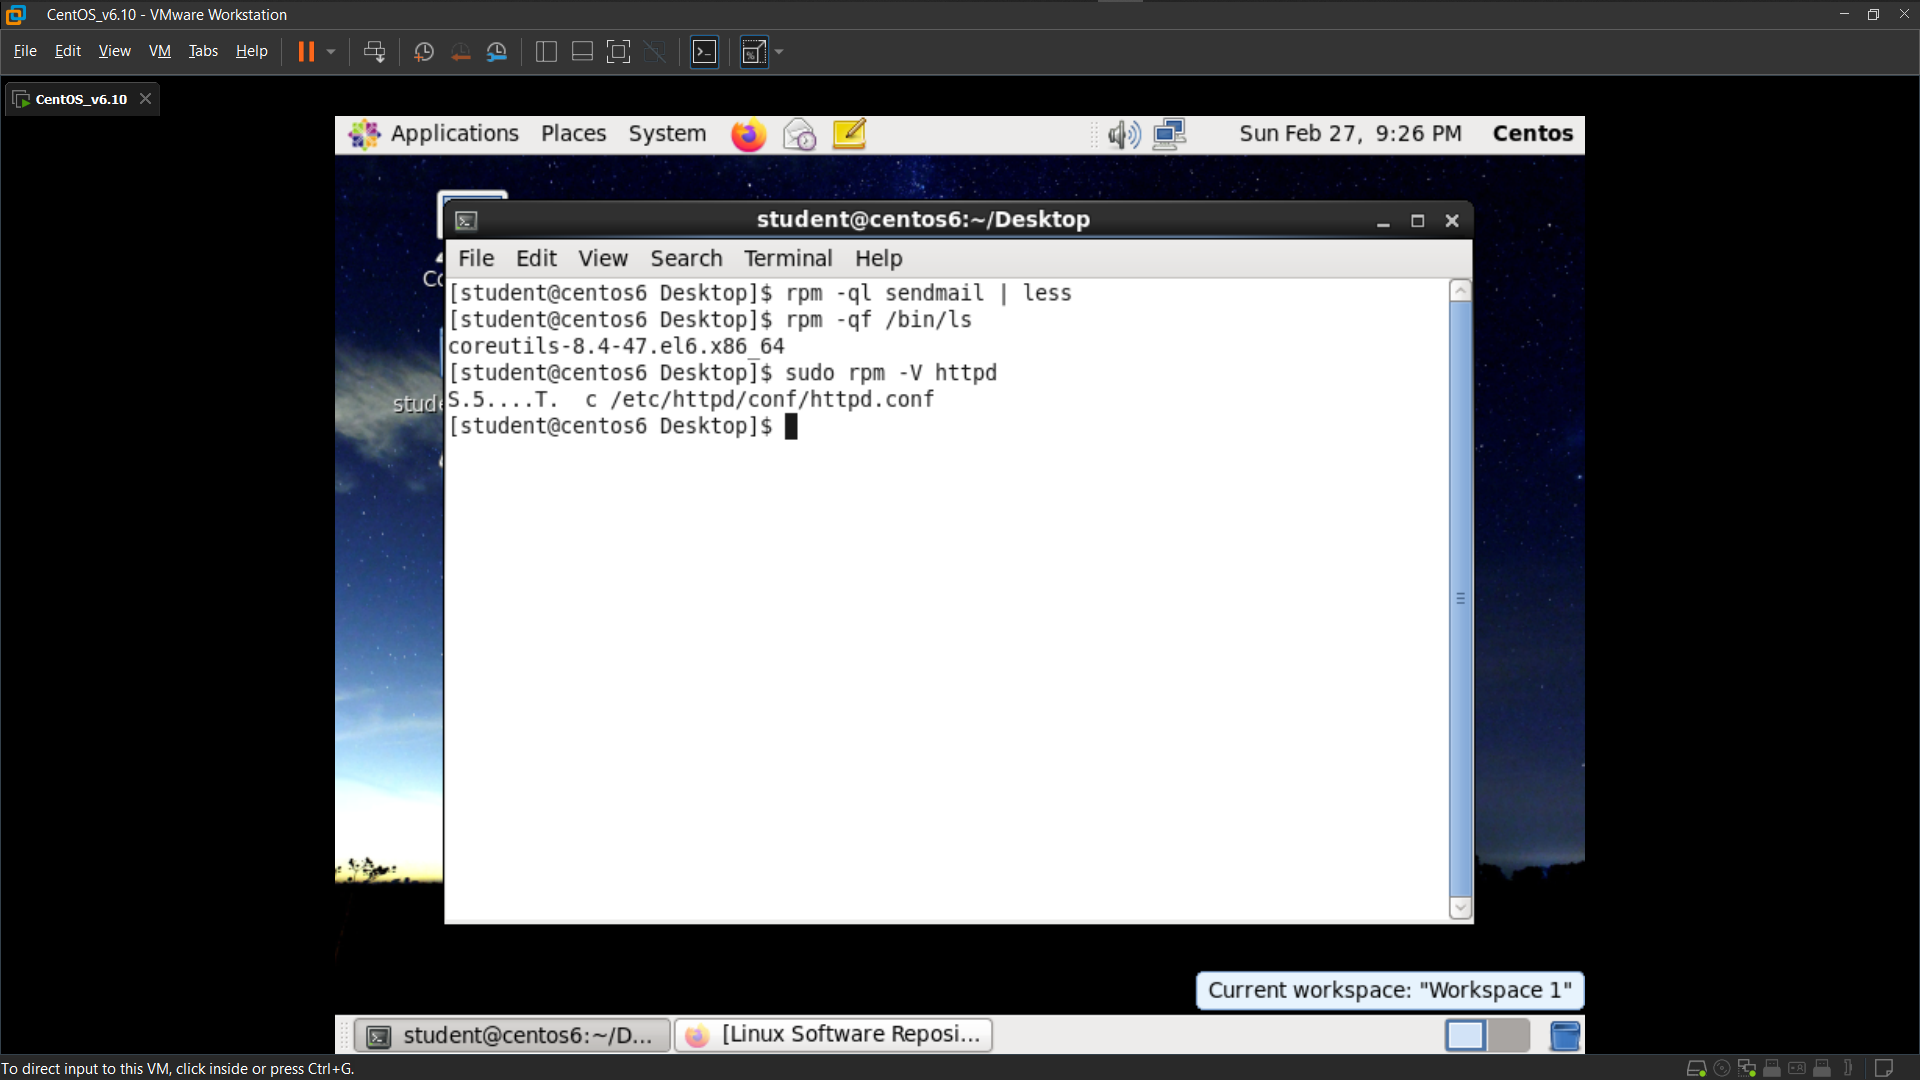 CentOS_v6.10 - VMware Workstation
File Edit View VM Tabs Help
CentOS_v6.10
Applications Places System Sun Feb 27, 9:26 PM Centos
student@centos6:~/Desktop
File Edit View Search Terminal Help
[student@centos6 Desktop]$ rpm -ql sendmail | less
[student@centos6 Desktop]$ rpm -qf /bin/ls
coreutils-8.4-47.el6.x86_64
[student@centos6 Desktop]$ sudo rpm -V httpd
S.5....T.  c /etc/httpd/conf/httpd.conf
[student@centos6 Desktop]$
Current workspace: "Workspace 1"
student@centos6:~/D... [Linux Software Reposi...
To direct input to this VM, click inside or press Ctrl+G.